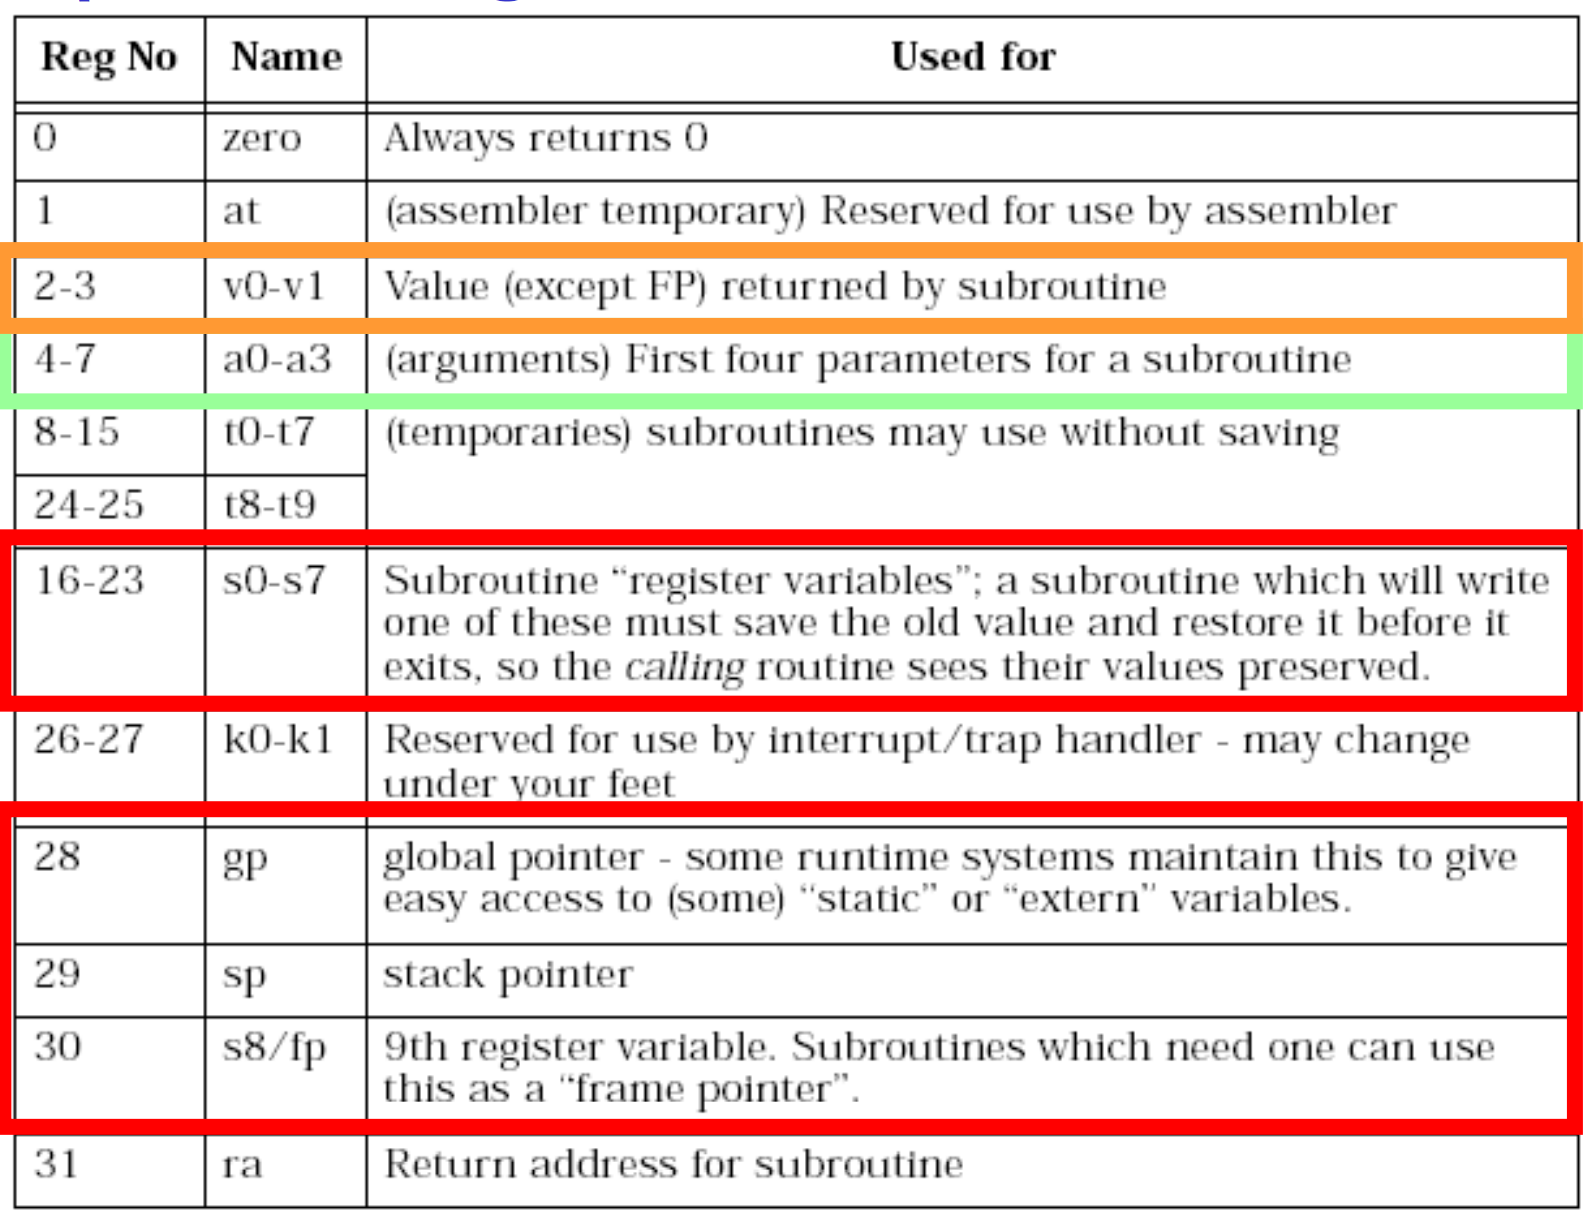 Reg No Name Used for
0 zero Always returns 0
1 at (assembler temporary) Reserved for use by assembler
2-3 v0-v1 Value (except FP) returned by subroutine
4-7 a0-a3 (arguments) First four parameters for a subroutine
8-15 t0-t7 (temporaries) subroutines may use without saving
24-25 t8-t9
16-23 s0-s7 Subroutine “register variables”; a subroutine which will write
one of these must save the old value and restore it before it
exits, so the calling routine sees their values preserved.
26-27 k0-k1 Reserved for use by interrupt/trap handler - may change
under your feet
28 gp global pointer - some runtime systems maintain this to give
easy access to (some) “static” or “extern” variables.
29 sp stack pointer
30 s8/fp 9th register variable. Subroutines which need one can use
this as a “frame pointer”.
31 ra Return address for subroutine